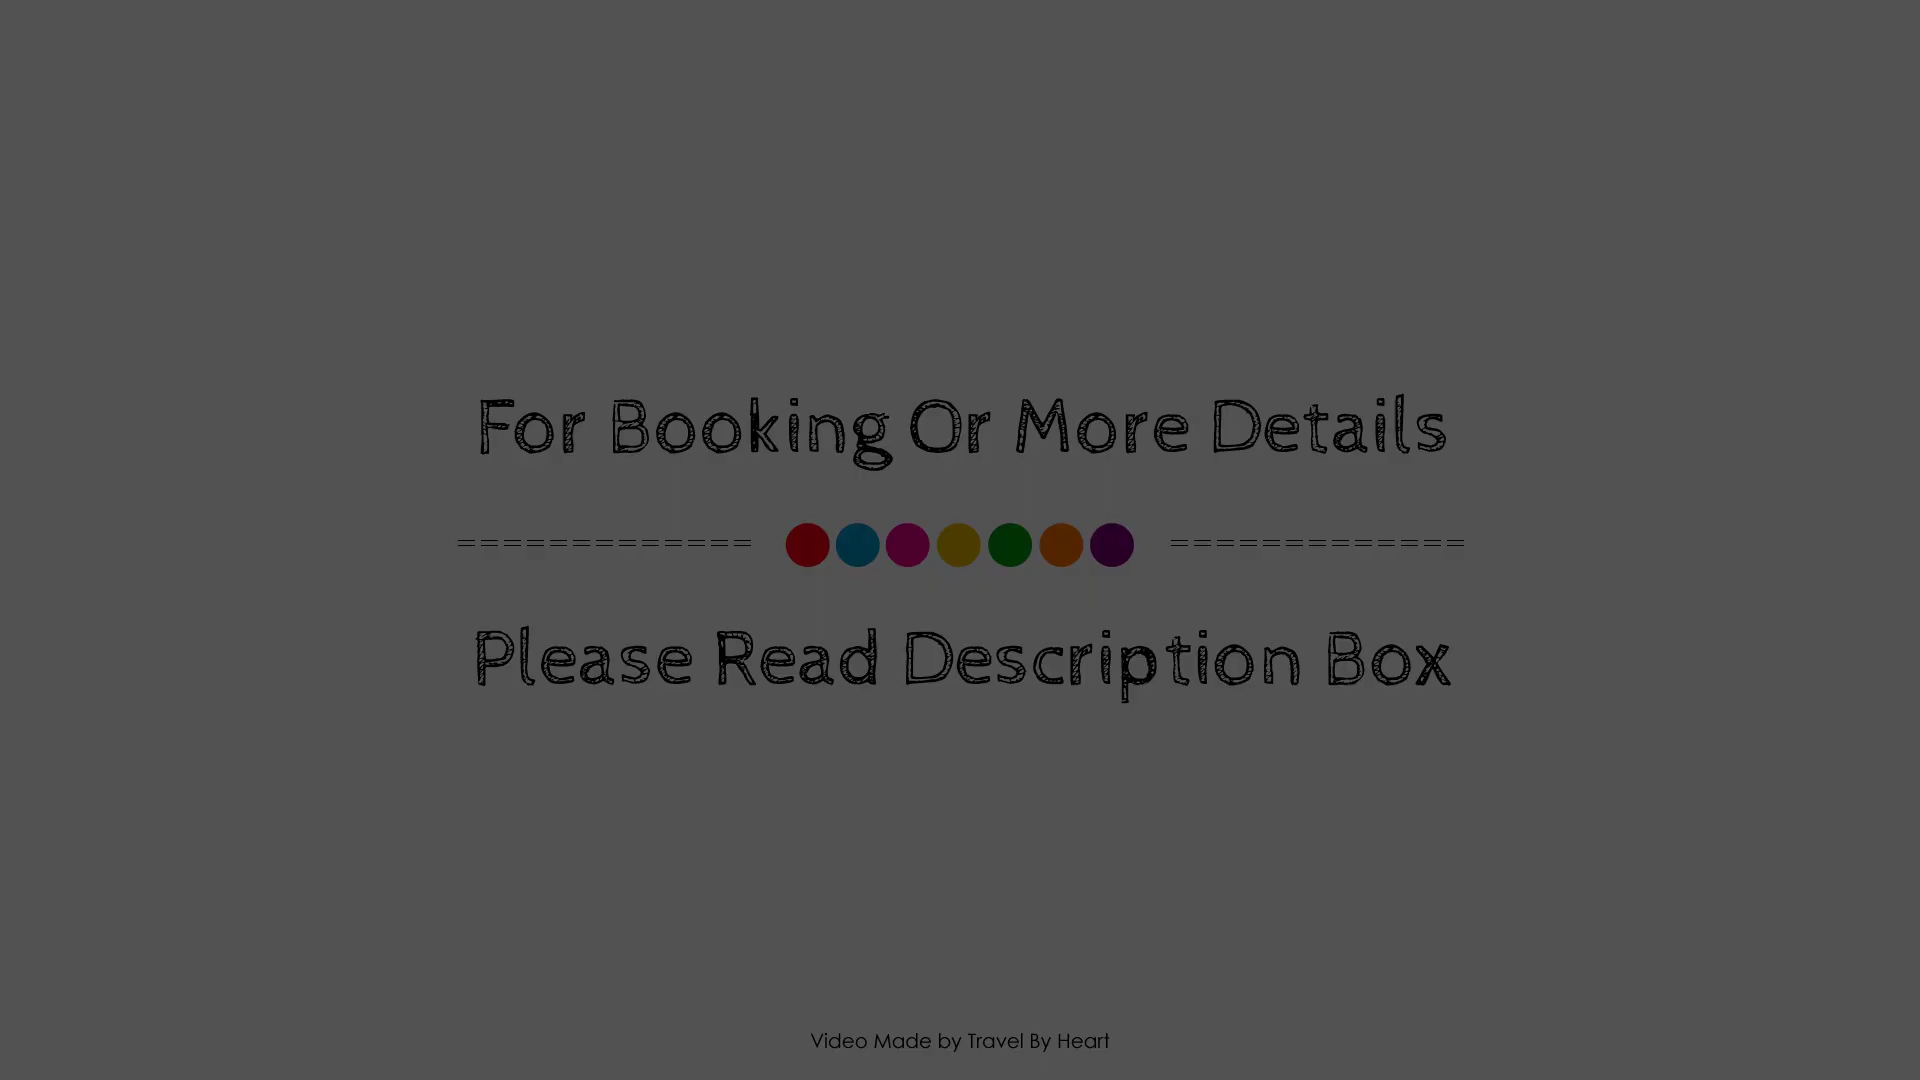 For Booking Or More Details
============= =============
Please Read Description Box
Video Made by Travel By Heart